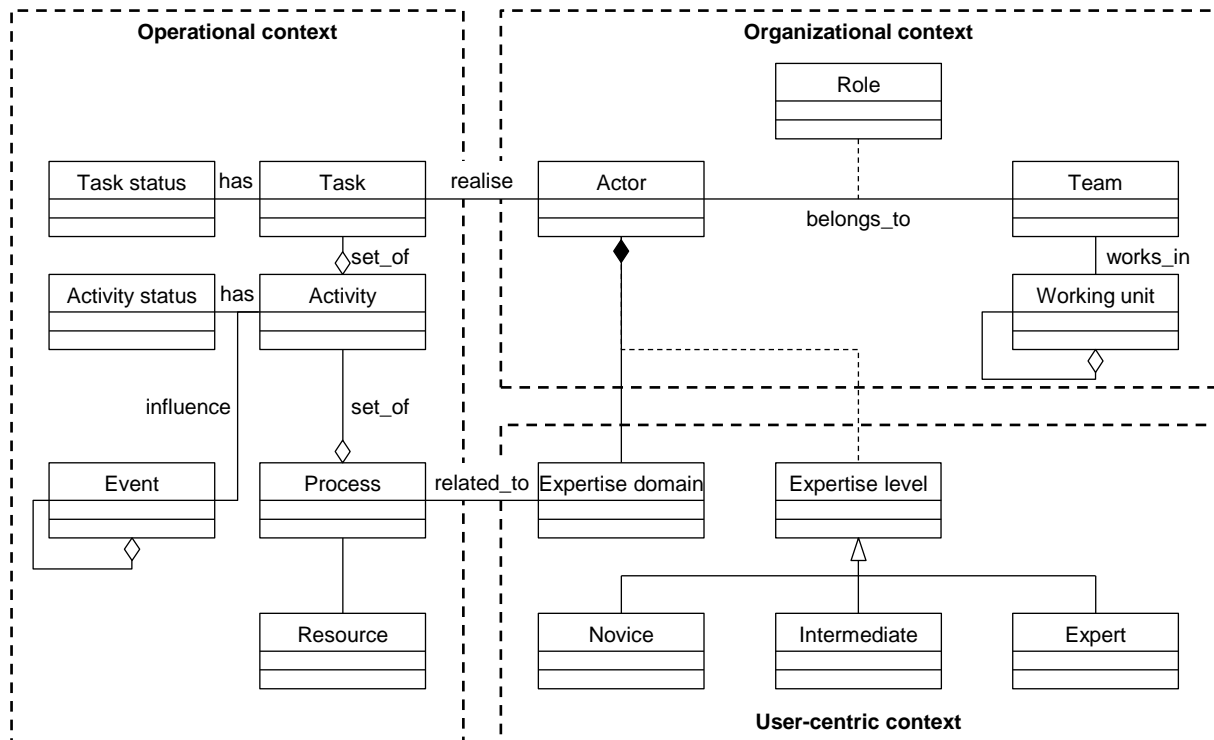 Operational context
Organizational context
Role
Task status
has
Task
realise
Actor
belongs_to
Team
set_of
works_in
Activity status
has
Activity
Working unit
influence
set_of
Event
Process
related_to
Expertise domain
Expertise level
Resource
Novice
Intermediate
Expert
User-centric context